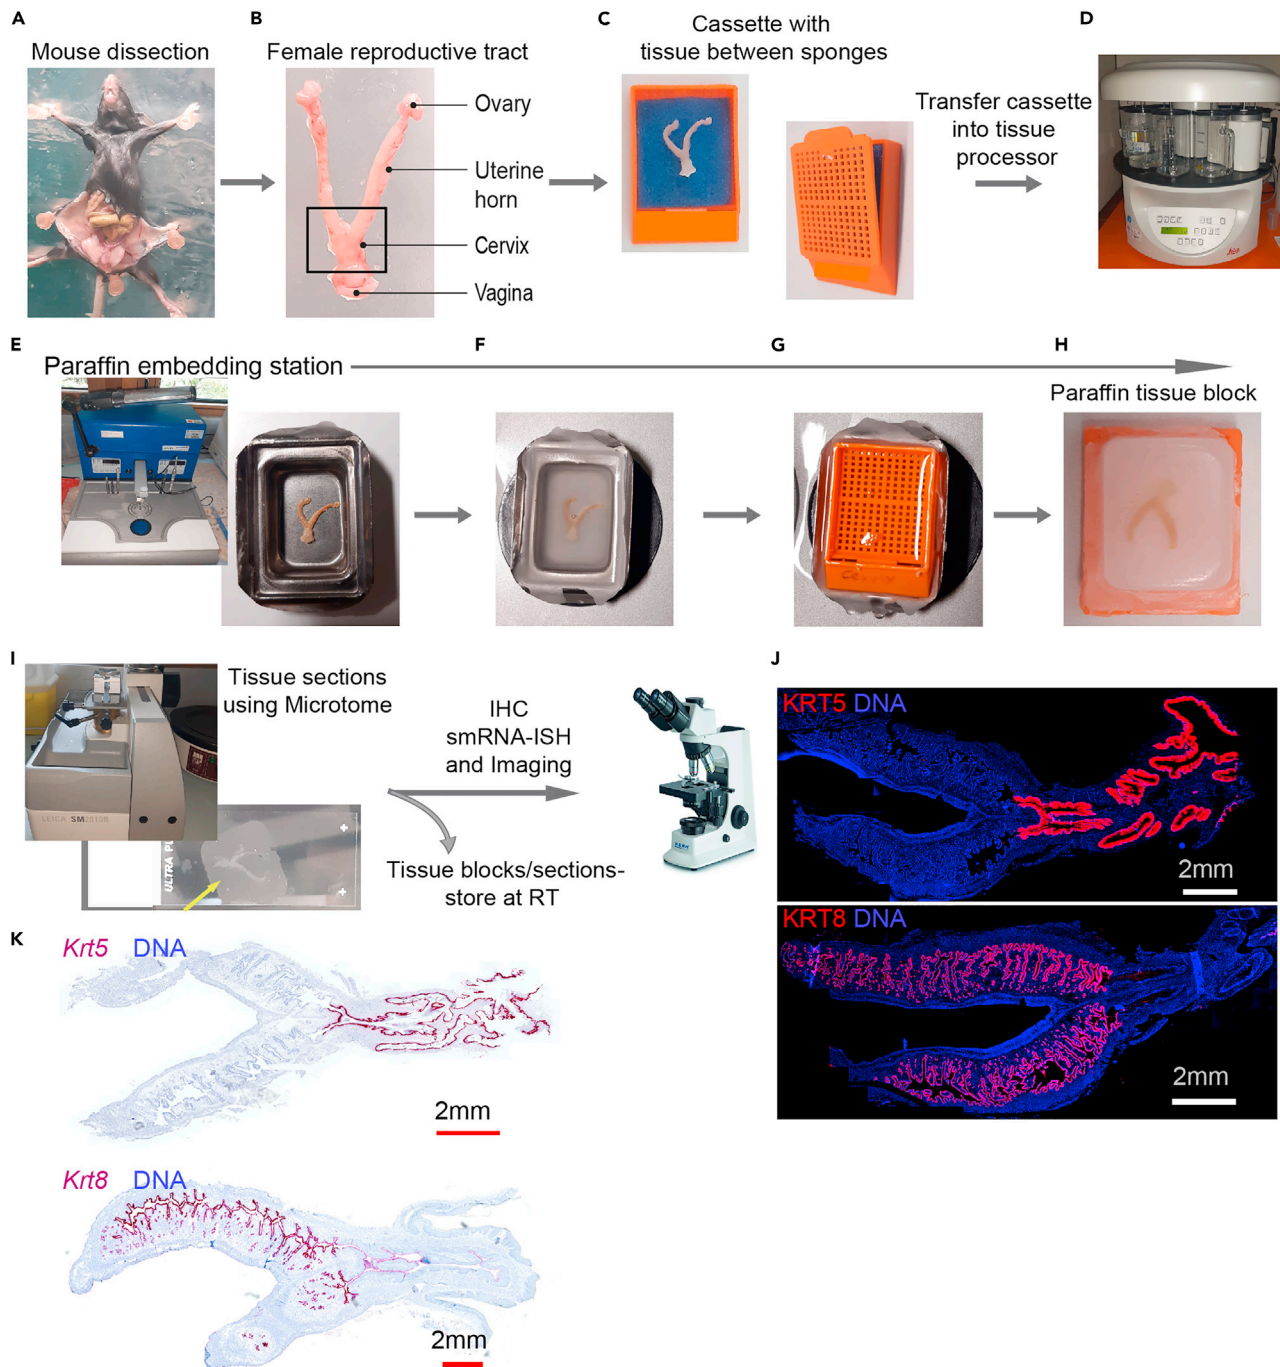 A
Mouse dissection
B
Female reproductive tract
Ovary
Uterine
horn
Cervix
Vagina
C
Cassette with
tissue between sponges
Transfer cassette
into tissue
processor
D
E
Paraffin embedding station
F
G
H
Paraffin tissue block
I
Tissue sections
using Microtome
LEICA SM2010R
ULTRA PL
IHC
smRNA-ISH
and Imaging
Tissue blocks/sections-
store at RT
J
KRT5 DNA
2mm
KRT8 DNA
2mm
K
Krt5 DNA
2mm
Krt8 DNA
2mm